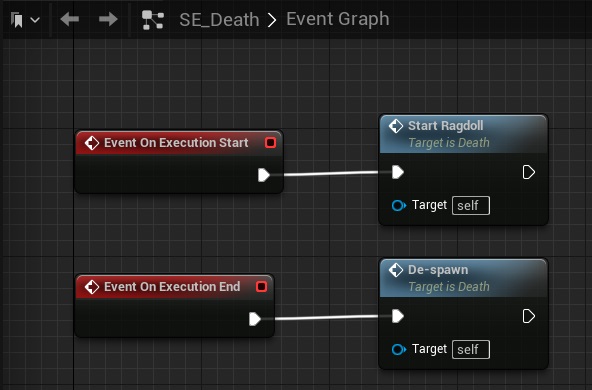 SE_Death > Event Graph
Event On Execution Start
Start Ragdoll
Target is Death
Target self
Event On Execution End
De-spawn
Target is Death
Target self